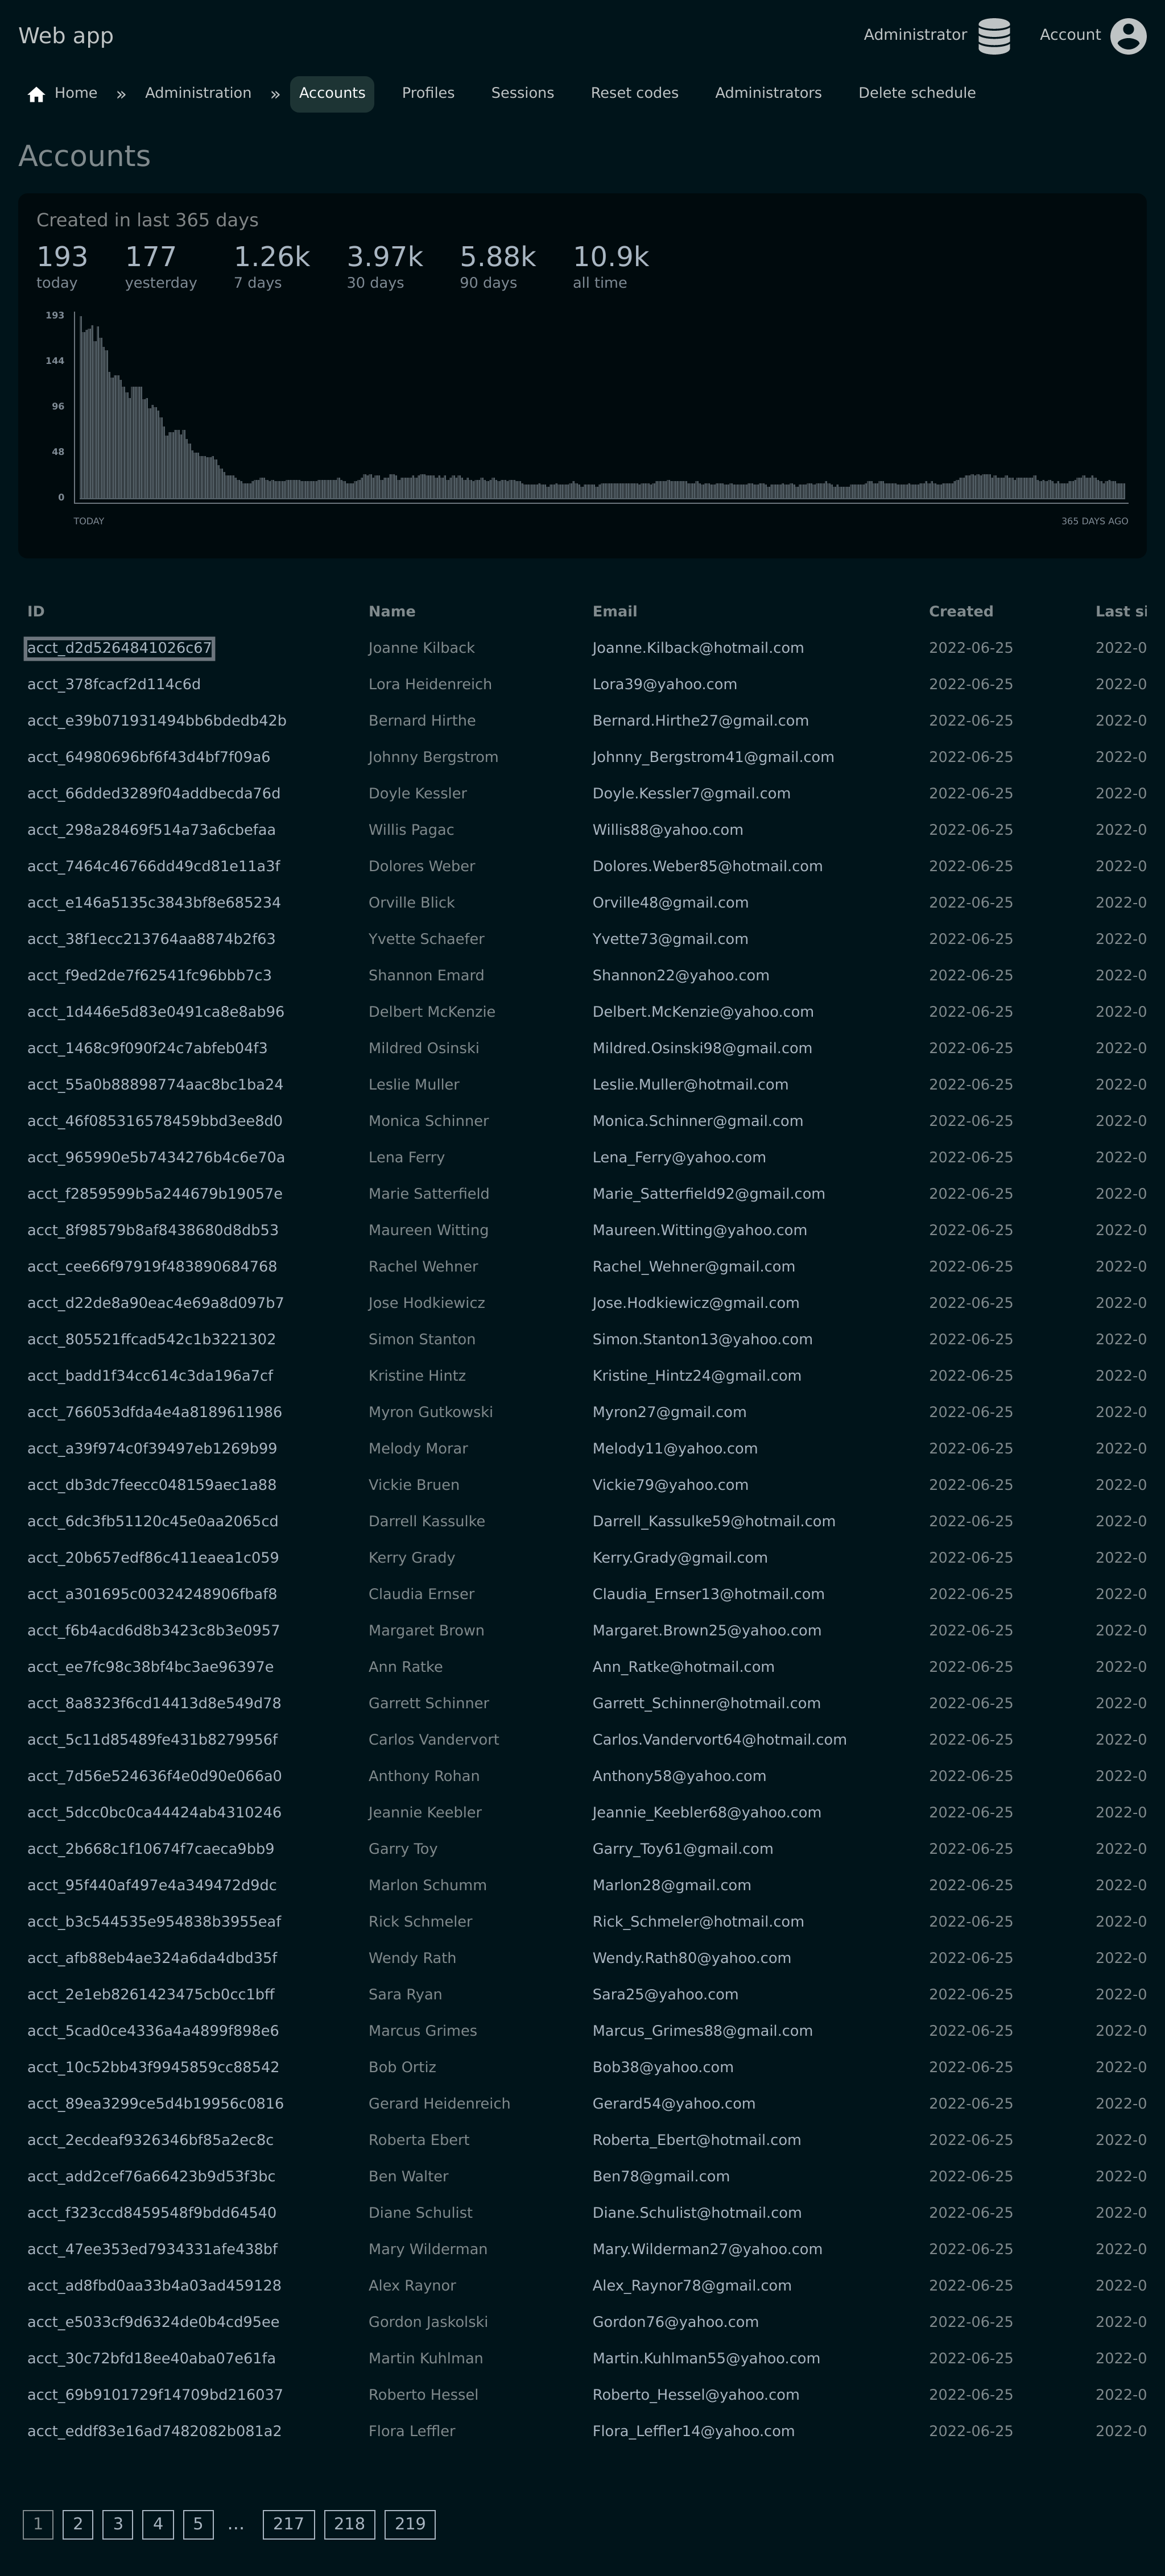 Web app Administrator Account
Home » Administration » Accounts Profiles Sessions Reset codes Administrators Delete schedule
Accounts
Created in last 365 days
193 177 1.26k 3.97k 5.88k 10.9k
today yesterday 7 days 30 days 90 days all time
193
144
96
48
0
TODAY 365 DAYS AGO
ID Name Email Created Last si
acct_d2d5264841026c67 Joanne Kilback Joanne.Kilback@hotmail.com 2022-06-25 2022-0
acct_378fcacf2d114c6d Lora Heidenreich Lora39@yahoo.com 2022-06-25 2022-0
acct_e39b071931494bb6bdedb42b Bernard Hirthe Bernard.Hirthe27@gmail.com 2022-06-25 2022-0
acct_64980696bf6f43d4bf7f09a6 Johnny Bergstrom Johnny_Bergstrom41@gmail.com 2022-06-25 2022-0
acct_66dded3289f04addbecda76d Doyle Kessler Doyle.Kessler7@gmail.com 2022-06-25 2022-0
acct_298a28469f514a73a6cbefaa Willis Pagac Willis88@yahoo.com 2022-06-25 2022-0
acct_7464c46766dd49cd81e11a3f Dolores Weber Dolores.Weber85@hotmail.com 2022-06-25 2022-0
acct_e146a5135c3843bf8e685234 Orville Blick Orville48@gmail.com 2022-06-25 2022-0
acct_38f1ecc213764aa8874b2f63 Yvette Schaefer Yvette73@gmail.com 2022-06-25 2022-0
acct_f9ed2de7f62541fc96bbb7c3 Shannon Emard Shannon22@yahoo.com 2022-06-25 2022-0
acct_1d446e5d83e0491ca8e8ab96 Delbert McKenzie Delbert.McKenzie@yahoo.com 2022-06-25 2022-0
acct_1468c9f090f24c7abfeb04f3 Mildred Osinski Mildred.Osinski98@gmail.com 2022-06-25 2022-0
acct_55a0b88898774aac8bc1ba24 Leslie Muller Leslie.Muller@hotmail.com 2022-06-25 2022-0
acct_46f085316578459bbd3ee8d0 Monica Schinner Monica.Schinner@gmail.com 2022-06-25 2022-0
acct_965990e5b7434276b4c6e70a Lena Ferry Lena_Ferry@yahoo.com 2022-06-25 2022-0
acct_f2859599b5a244679b19057e Marie Satterfield Marie_Satterfield92@gmail.com 2022-06-25 2022-0
acct_8f98579b8af8438680d8db53 Maureen Witting Maureen.Witting@yahoo.com 2022-06-25 2022-0
acct_cee66f97919f483890684768 Rachel Wehner Rachel_Wehner@gmail.com 2022-06-25 2022-0
acct_d22de8a90eac4e69a8d097b7 Jose Hodkiewicz Jose.Hodkiewicz@gmail.com 2022-06-25 2022-0
acct_805521ffcad542c1b3221302 Simon Stanton Simon.Stanton13@yahoo.com 2022-06-25 2022-0
acct_badd1f34cc614c3da196a7cf Kristine Hintz Kristine_Hintz24@gmail.com 2022-06-25 2022-0
acct_766053dfda4e4a8189611986 Myron Gutkowski Myron27@gmail.com 2022-06-25 2022-0
acct_a39f974c0f39497eb1269b99 Melody Morar Melody11@yahoo.com 2022-06-25 2022-0
acct_db3dc7feecc048159aec1a88 Vickie Bruen Vickie79@yahoo.com 2022-06-25 2022-0
acct_6dc3fb51120c45e0aa2065cd Darrell Kassulke Darrell_Kassulke59@hotmail.com 2022-06-25 2022-0
acct_20b657edf86c411eaea1c059 Kerry Grady Kerry.Grady@gmail.com 2022-06-25 2022-0
acct_a301695c00324248906fbaf8 Claudia Ernser Claudia_Ernser13@hotmail.com 2022-06-25 2022-0
acct_f6b4acd6d8b3423c8b3e0957 Margaret Brown Margaret.Brown25@yahoo.com 2022-06-25 2022-0
acct_ee7fc98c38bf4bc3ae96397e Ann Ratke Ann_Ratke@hotmail.com 2022-06-25 2022-0
acct_8a8323f6cd14413d8e549d78 Garrett Schinner Garrett_Schinner@hotmail.com 2022-06-25 2022-0
acct_5c11d85489fe431b8279956f Carlos Vandervort Carlos.Vandervort64@hotmail.com 2022-06-25 2022-0
acct_7d56e524636f4e0d90e066a0 Anthony Rohan Anthony58@yahoo.com 2022-06-25 2022-0
acct_5dcc0bc0ca44424ab4310246 Jeannie Keebler Jeannie_Keebler68@yahoo.com 2022-06-25 2022-0
acct_2b668c1f10674f7caeca9bb9 Garry Toy Garry_Toy61@gmail.com 2022-06-25 2022-0
acct_95f440af497e4a349472d9dc Marlon Schumm Marlon28@gmail.com 2022-06-25 2022-0
acct_b3c544535e954838b3955eaf Rick Schmeler Rick_Schmeler@hotmail.com 2022-06-25 2022-0
acct_afb88eb4ae324a6da4dbd35f Wendy Rath Wendy.Rath80@yahoo.com 2022-06-25 2022-0
acct_2e1eb8261423475cb0cc1bff Sara Ryan Sara25@yahoo.com 2022-06-25 2022-0
acct_5cad0ce4336a4a4899f898e6 Marcus Grimes Marcus_Grimes88@gmail.com 2022-06-25 2022-0
acct_10c52bb43f9945859cc88542 Bob Ortiz Bob38@yahoo.com 2022-06-25 2022-0
acct_89ea3299ce5d4b19956c0816 Gerard Heidenreich Gerard54@yahoo.com 2022-06-25 2022-0
acct_2ecdeaf9326346bf85a2ec8c Roberta Ebert Roberta_Ebert@hotmail.com 2022-06-25 2022-0
acct_add2cef76a66423b9d53f3bc Ben Walter Ben78@gmail.com 2022-06-25 2022-0
acct_f323ccd8459548f9bdd64540 Diane Schulist Diane.Schulist@hotmail.com 2022-06-25 2022-0
acct_47ee353ed7934331afe438bf Mary Wilderman Mary.Wilderman27@yahoo.com 2022-06-25 2022-0
acct_ad8fbd0aa33b4a03ad459128 Alex Raynor Alex_Raynor78@gmail.com 2022-06-25 2022-0
acct_e5033cf9d6324de0b4cd95ee Gordon Jaskolski Gordon76@yahoo.com 2022-06-25 2022-0
acct_30c72bfd18ee40aba07e61fa Martin Kuhlman Martin.Kuhlman55@yahoo.com 2022-06-25 2022-0
acct_69b9101729f14709bd216037 Roberto Hessel Roberto_Hessel@yahoo.com 2022-06-25 2022-0
acct_eddf83e16ad7482082b081a2 Flora Leffler Flora_Leffler14@yahoo.com 2022-06-25 2022-0
1 2 3 4 5 ... 217 218 219